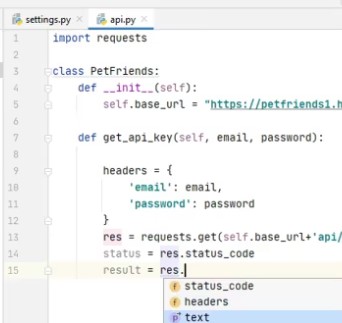 settings.py api.py
1 import requests
2
3 class PetFriends:
4 def __init__(self):
5 self.base_url = "https://petfriends1.h
6
7 def get_api_key(self, email, password):
8
9 headers = {
10 'email': email,
11 'password': password
12 }
13 res = requests.get(self.base_url+'api/
14 status = res.status_code
15 result = res.
f status_code
f headers
p text